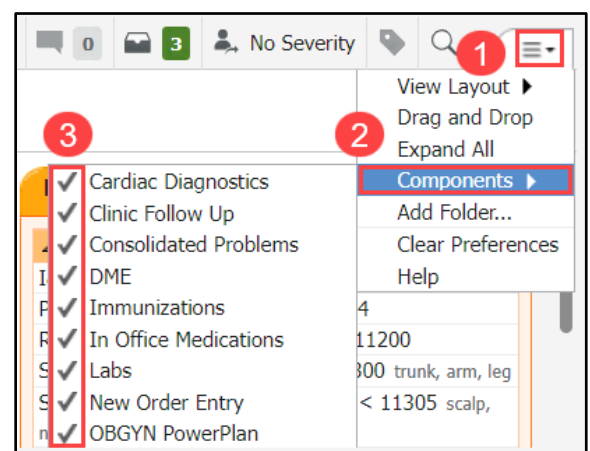 0 3 No Severity
1
View Layout
Drag and Drop
3
2
Expand All
Cardiac Diagnostics
Components
Clinic Follow Up
Add Folder...
Consolidated Problems
Clear Preferences
DME
Help
Immunizations
4
In Office Medications
11200
Labs
300 trunk, arm, leg
New Order Entry
< 11305 scalp,
OBGYN PowerPlan